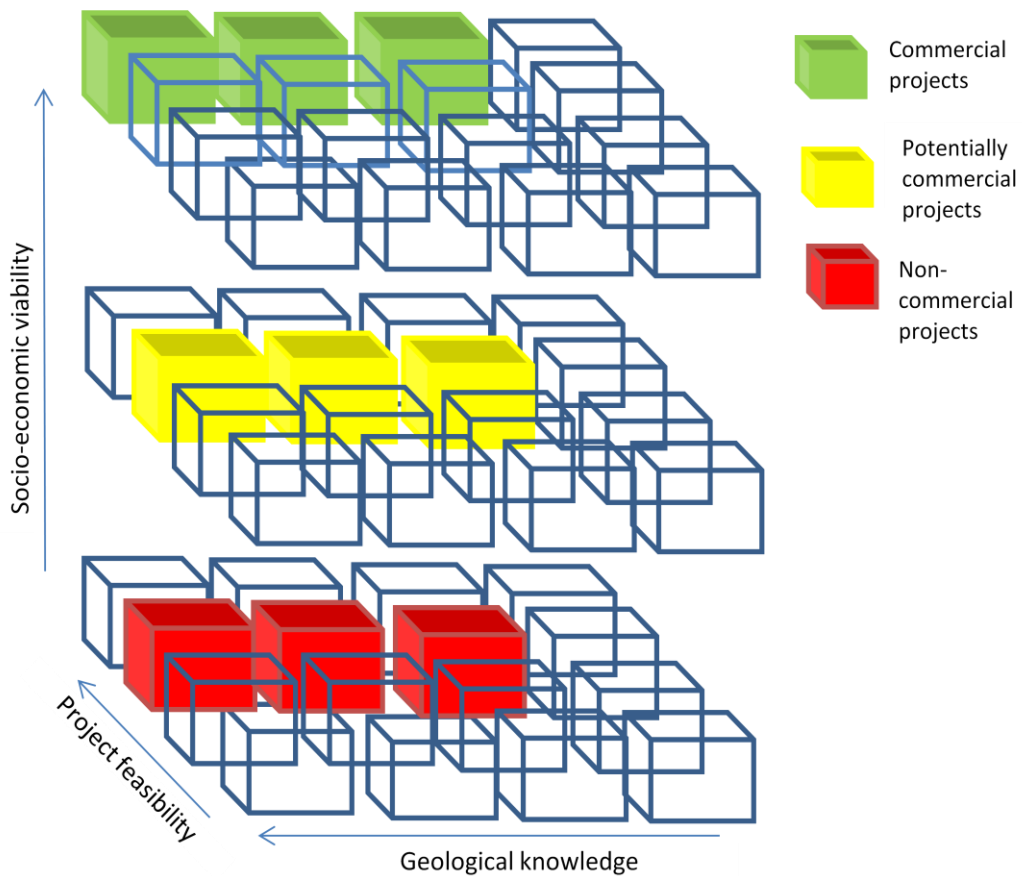 Commercial
projects
Potentially
commercial
projects
Non-
commercial
projects
Socio-economic viability
Project feasibility
Geological knowledge